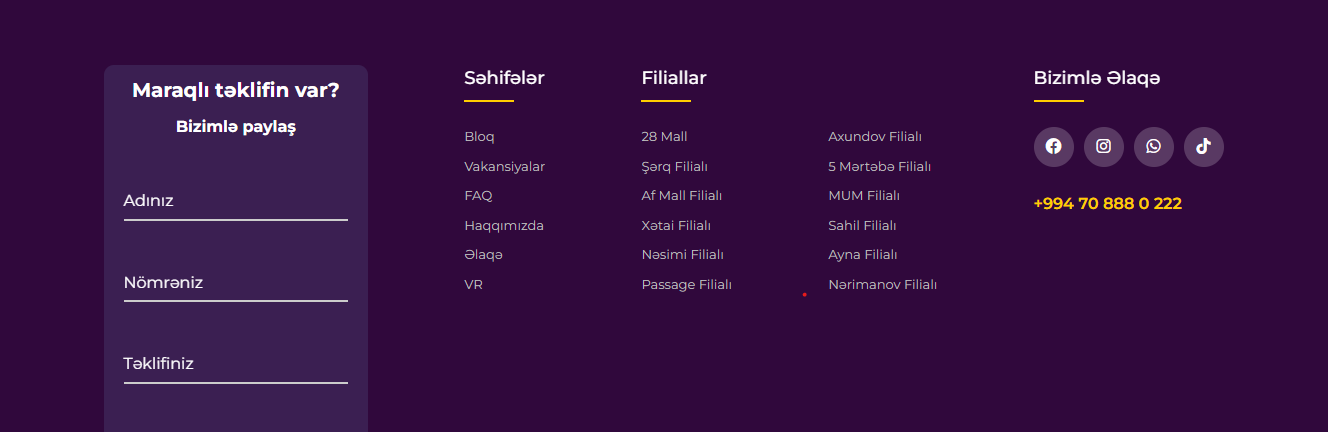 Maraqlı təklifin var?
Bizimlə paylaş
Adınız
Nömrəniz
Təklifiniz
Səhifələr
Bloq
Vakansiyalar
FAQ
Haqqımızda
Əlaqə
VR
Filiallar
28 Mall
Şərq Filialı
Af Mall Filialı
Xətai Filialı
Nəsimi Filialı
Passage Filialı
Axundov Filialı
5 Mərtəbə Filialı
MUM Filialı
Sahil Filialı
Ayna Filialı
Nərimanov Filialı
Bizimlə Əlaqə
+994 70 888 0 222